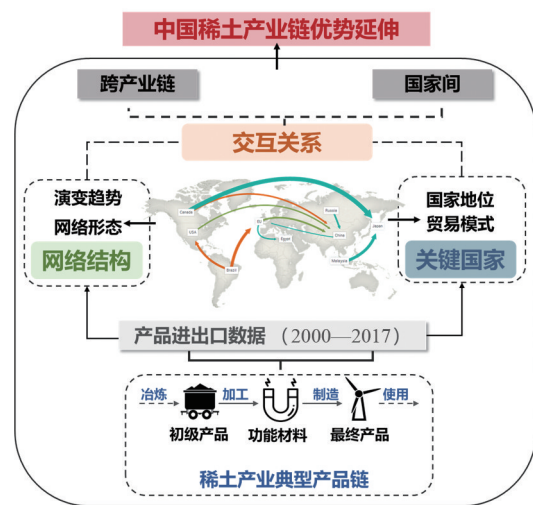 中国稀土产业链优势延伸
跨产业链
国家间
交互关系
演变趋势
网络形态
网络结构
Canada
USA
Brazil
EU
Egypt
Russia
China
Malaysia
Japan
国家地位
贸易模式
关键国家
产品进出口数据（2000—2017）
冶炼
加工
制造
使用
初级产品
功能材料
最终产品
稀土产业典型产品链